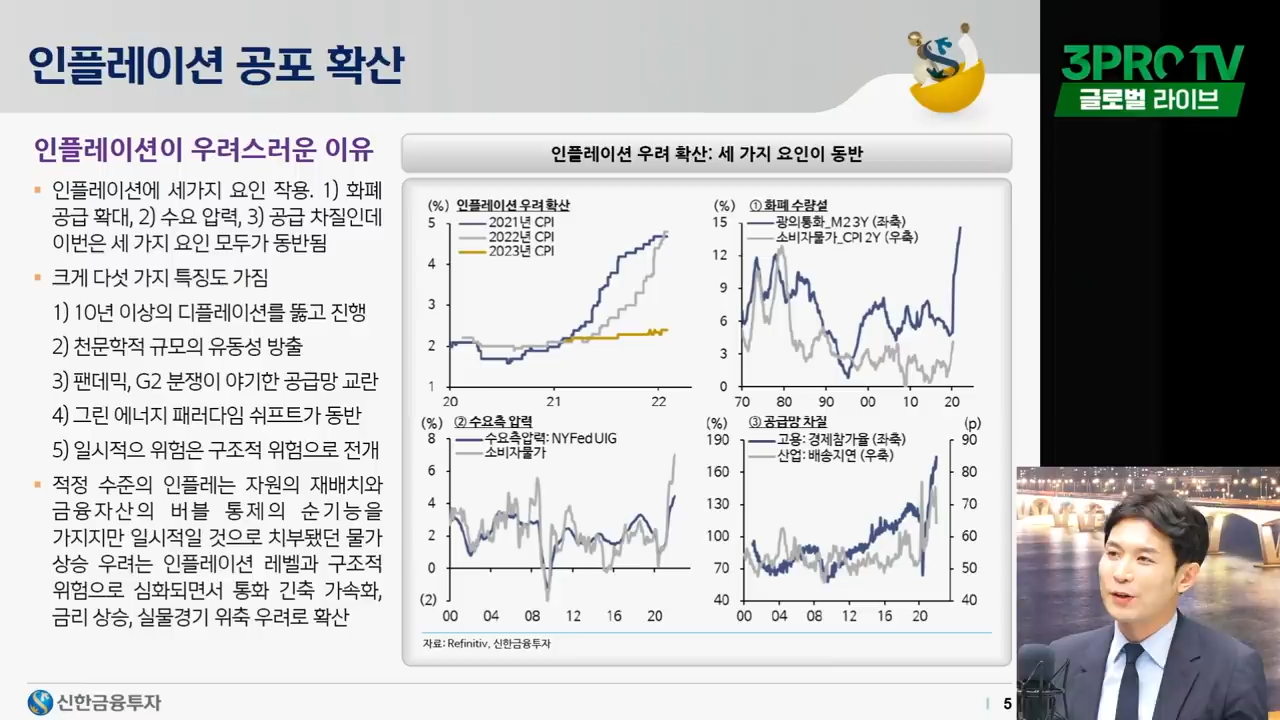 인플레이션 공포 확산
3PRO TV
글로벌 라이브
인플레이션이 우려스러운 이유
인플레이션에 세가지 요인 작용. 1) 화폐
공급 확대, 2) 수요 압력, 3) 공급 차질인데
이번은 세 가지 요인 모두가 동반됨
크게 다섯 가지 특징도 가짐
1) 10년 이상의 디플레이션를 뚫고 진행
2) 천문학적 규모의 유동성 방출
3) 팬데믹, G2 분쟁이 야기한 공급망 교란
4) 그린 에너지 패러다임 쉬프트가 동반
5) 일시적으 위험은 구조적 위험으로 전개
적정 수준의 인플레는 자원의 재배치와
금융자산의 버블 통제의 순기능을
가지지만 일시적일 것으로 치부됐던 물가
상승 우려는 인플레이션 레벨과 구조적
위험으로 심화되면서 통화 긴축 가속화,
금리 상승, 실물경기 위축 우려로 확산
인플레이션 우려 확산: 세 가지 요인이 동반
(%) 인플레이션 우려 확산
2021년 CPI
2022년 CPI
2023년 CPI
5
4
3
2
1
20 21 22
(%) ① 화폐 수량설
광의통화_M2 3Y (좌축)
소비자물가_CPI 2Y (우축)
15
12
9
6
3
0
70 80 90 00 10 20
(%) ② 수요측 압력
수요측압력: NYFed UIG
소비자물가
8
6
4
2
0
(2)
00 04 08 12 16 20
(%) ③ 공급망 차질 (p)
고용: 경제참가율 (좌축)
산업: 배송지연 (우축)
190 90
160 80
130 70
100 60
70 50
40 40
00 04 08 12 16 20
자료: Refinitiv, 신한금융투자
신한금융투자
5